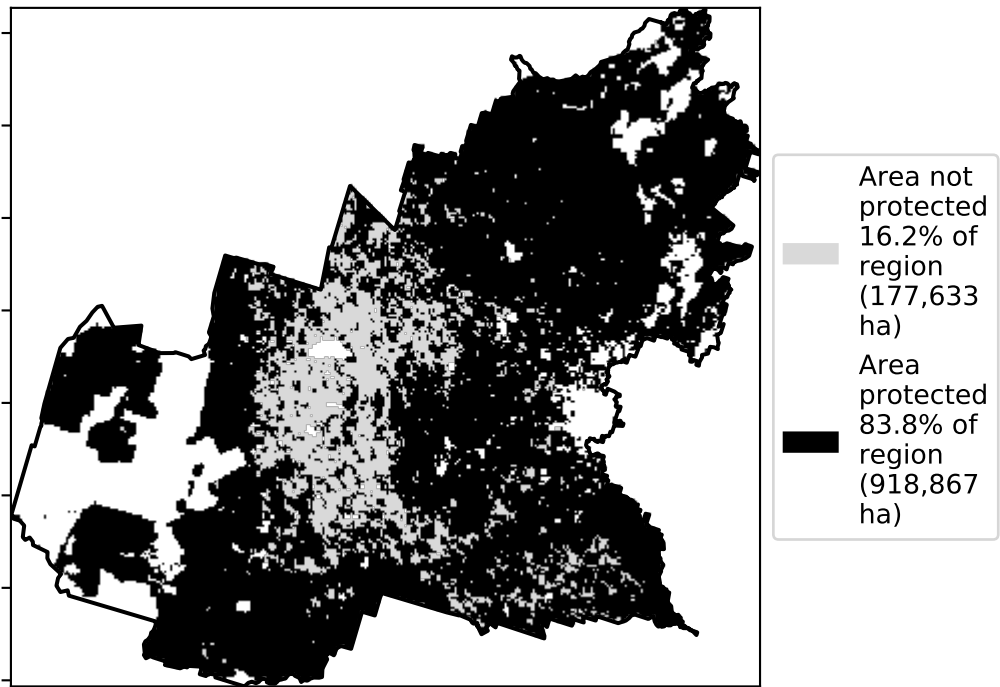 Area not
protected
16.2% of
region
(177,633
ha)
Area
protected
83.8% of
region
(918,867
ha)